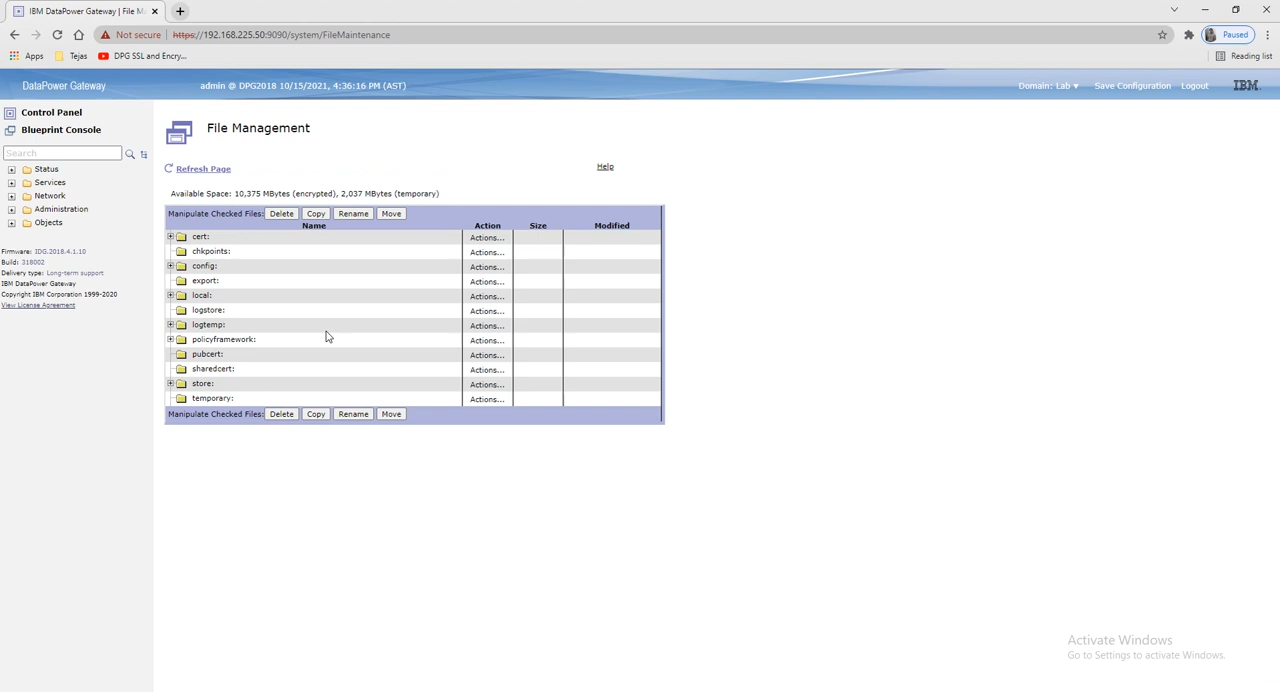 IBM DataPower Gateway | File M
Not secure https://192.168.225.50:9090/system/FileMaintenance Paused
Apps Tejas DPG SSL and Encry... Reading list
DataPower Gateway admin @ DPG2018 10/15/2021, 4:36:16 PM (AST) Domain: Lab ▾ Save Configuration Logout IBM.
Control Panel
Blueprint Console
Search
Status
Services
Network
Administration
Objects
Firmware: IDG.2018.4.1.10
Build: 318002
Delivery type: Long-term support
IBM DataPower Gateway
Copyright IBM Corporation 1999-2020
View License Agreement
File Management
Refresh Page Help
Available Space: 10,375 MBytes (encrypted), 2,037 MBytes (temporary)
Manipulate Checked Files: Delete Copy Rename Move
Name Action Size Modified
cert: Actions...
chkpoints: Actions...
config: Actions...
export: Actions...
local: Actions...
logstore: Actions...
logtemp: Actions...
policyframework: Actions...
pubcert: Actions...
sharedcert: Actions...
store: Actions...
temporary: Actions...
Manipulate Checked Files: Delete Copy Rename Move
Activate Windows
Go to Settings to activate Windows.